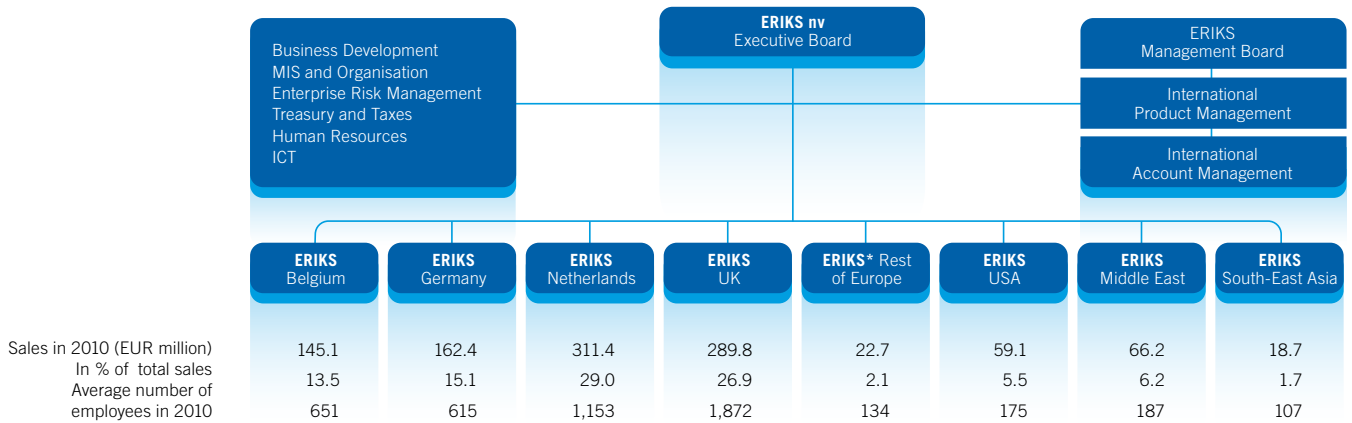 ERIKS nv
Executive Board
Business Development
MIS and Organisation
Enterprise Risk Management
Treasury and Taxes
Human Resources
ICT
ERIKS
Management Board
International
Product Management
International
Account Management
ERIKS
Belgium
ERIKS
Germany
ERIKS
Netherlands
ERIKS
UK
ERIKS* Rest
of Europe
ERIKS
USA
ERIKS
Middle East
ERIKS
South-East Asia
Sales in 2010 (EUR million) 145.1 162.4 311.4 289.8 22.7 59.1 66.2 18.7
In % of total sales 13.5 15.1 29.0 26.9 2.1 5.5 6.2 1.7
Average number of
employees in 2010 651 615 1,153 1,872 134 175 187 107